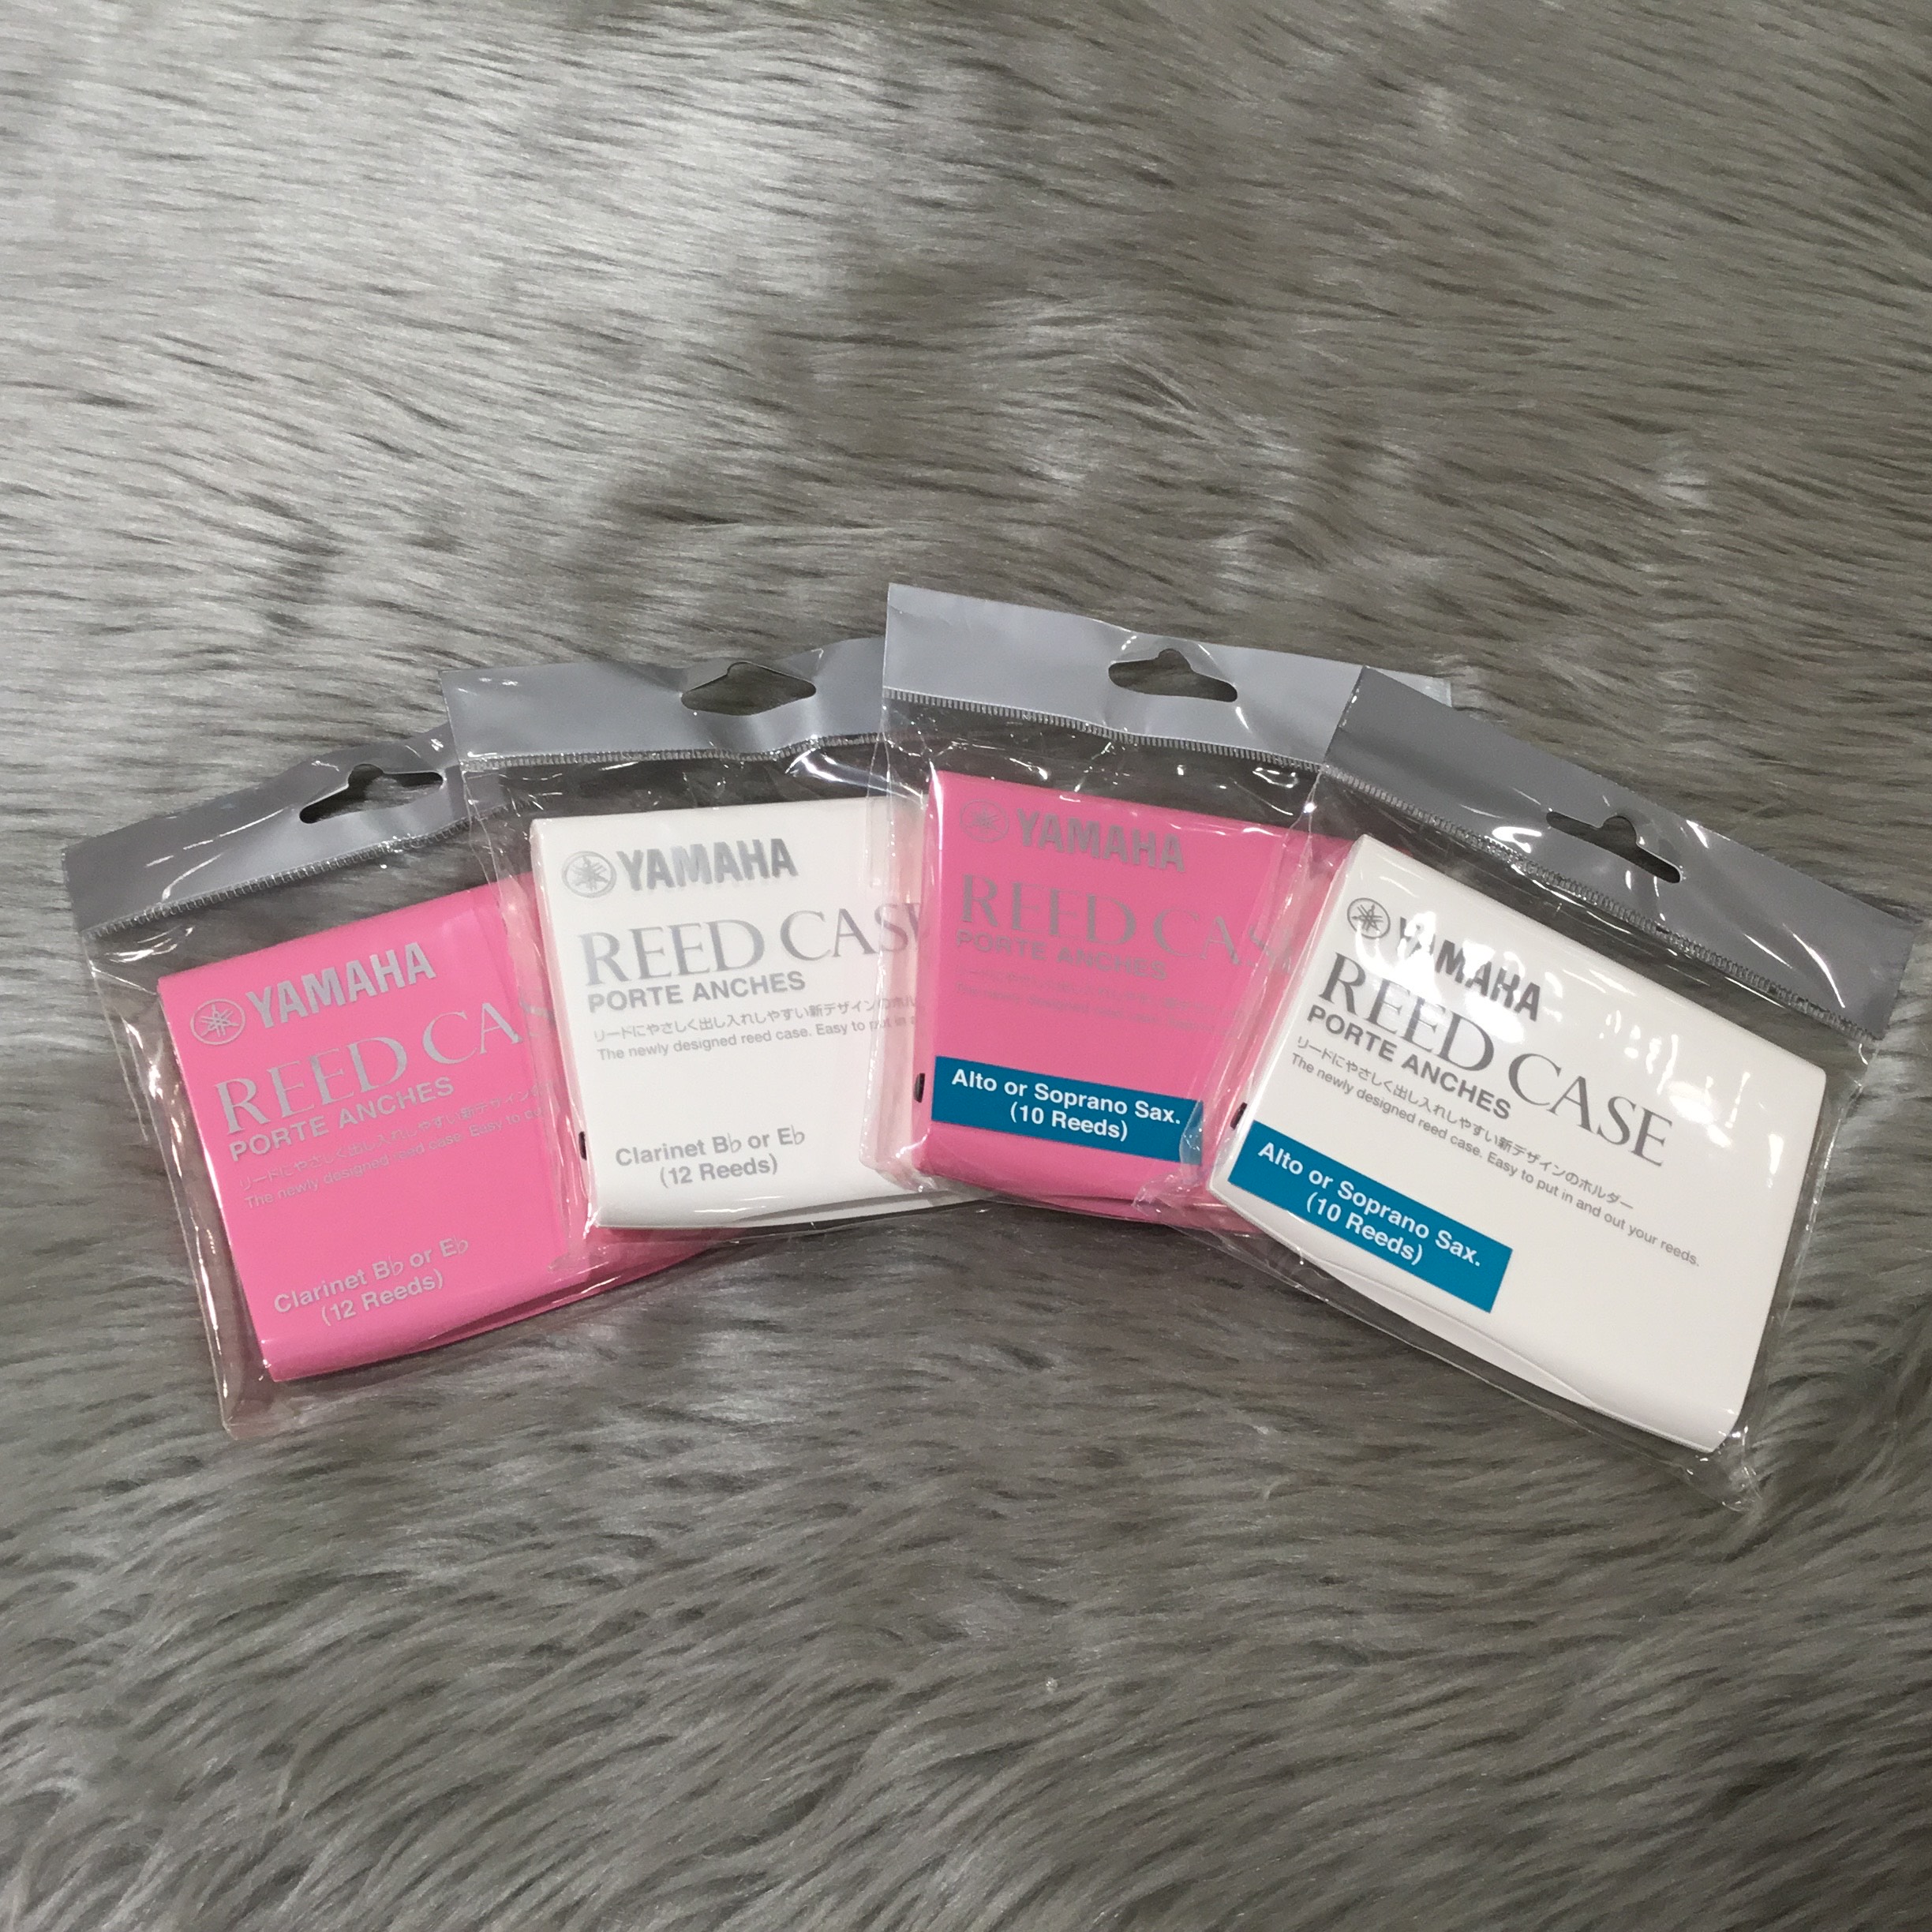 YAMAHA
REED CAS
PORTE ANCHES
リードにやさしく出し入れしやすい新デザイン
The newly designed reed case. Easy to
Clarinet B♭ or E♭
(12 Reeds)
YAMAHA
REED CAS
PORTE ANCHES
リードにやさしく出し入れしやすい新デザインのホル
The newly designed reed case. Easy to put in a
Clarinet B♭ or E♭
(12 Reeds)
YAMAHA
REED CAS
PORTE ANCHES
Alto or Soprano Sax.
(10 Reeds)
YAMAHA
REED CASE
PORTE ANCHES
リードにやさしく出し入れしやすい新デザインのホルダー
The newly designed reed case. Easy to put in and out your reeds.
Alto or Soprano Sax.
(10 Reeds)